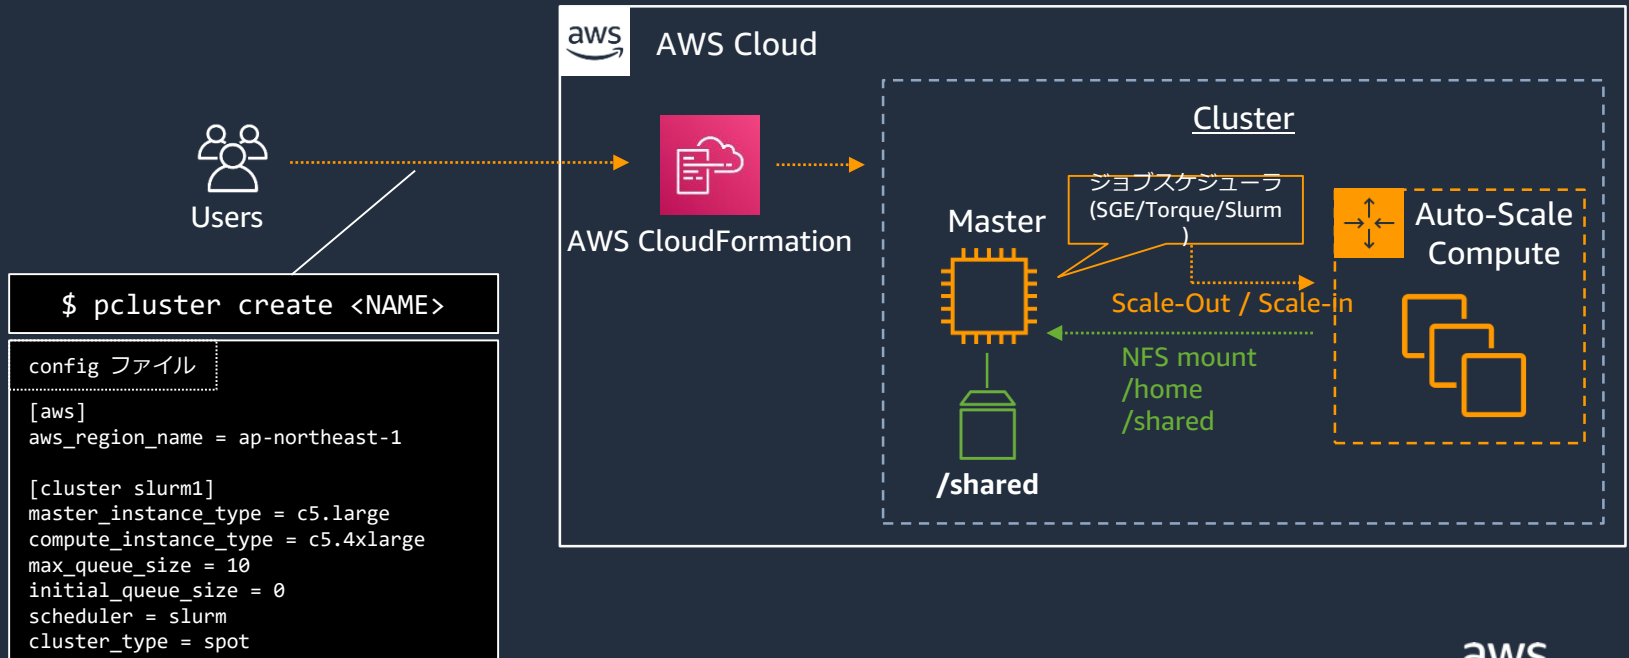 aws
AWS Cloud
Cluster
Users
AWS CloudFormation
Master
ジョブスケジューラ
(SGE/Torque/Slurm
)
Auto-Scale
Compute
Scale-Out / Scale-in
NFS mount
/home
/shared
/shared
$ pcluster create <NAME>
config ファイル
[aws]
aws_region_name = ap-northeast-1
[cluster slurm1]
master_instance_type = c5.large
compute_instance_type = c5.4xlarge
max_queue_size = 10
initial_queue_size = 0
scheduler = slurm
cluster_type = spot
aws